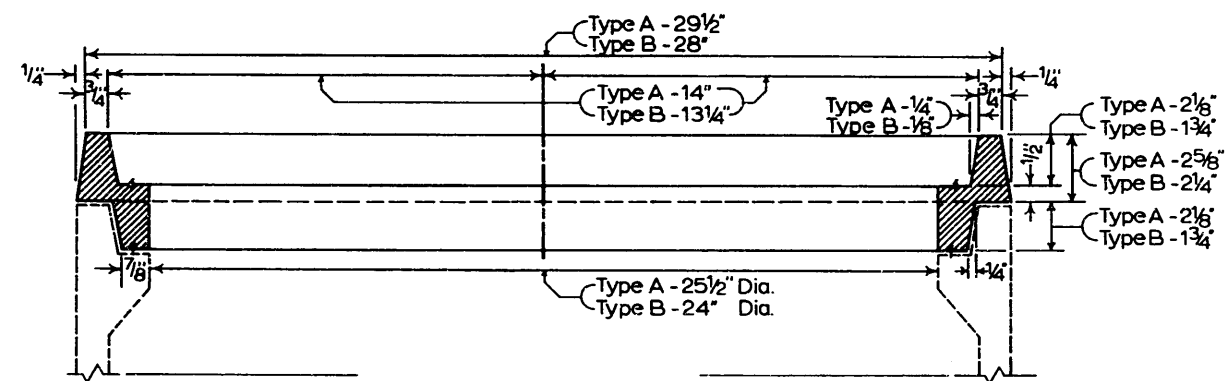 Type A - 29½"
Type B - 28"
¼"
¾"
Type A - 14"
Type B - 13¼"
Type A - ¼"
Type B - ⅛"
¾"
¼"
Type A - 2⅛"
Type B - 1¾"
½"
Type A - 2⅝"
Type B - 2¼"
Type A - 2⅛"
Type B - 1¾"
⅞"
¼"
Type A - 25½" Dia.
Type B - 24" Dia.